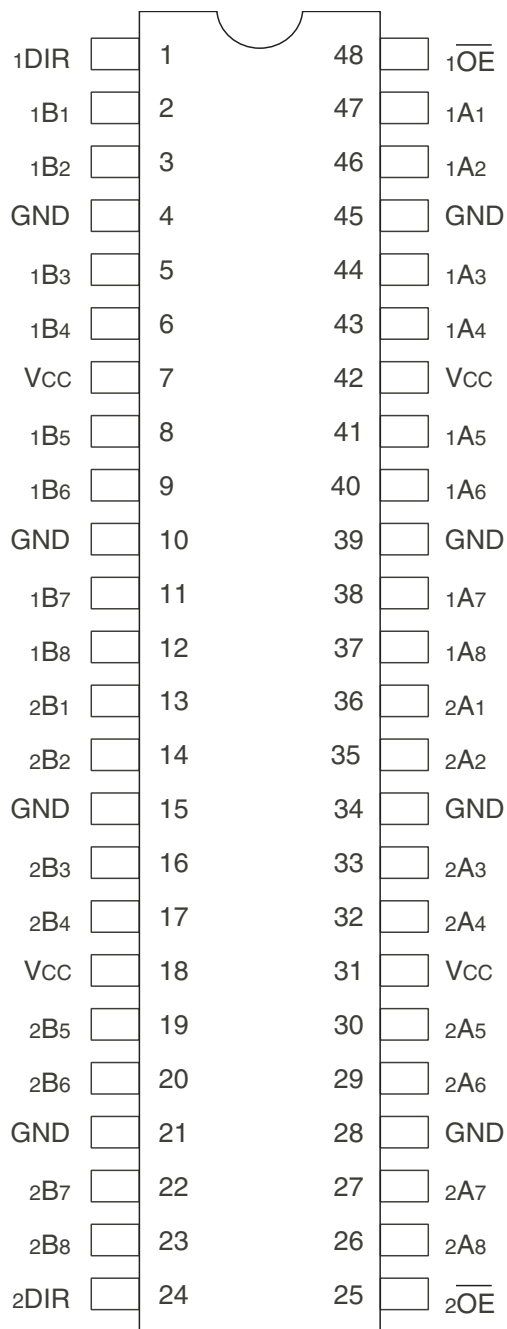 1DIR 1 48 1O̅E̅
1B1 2 47 1A1
1B2 3 46 1A2
GND 4 45 GND
1B3 5 44 1A3
1B4 6 43 1A4
VCC 7 42 VCC
1B5 8 41 1A5
1B6 9 40 1A6
GND 10 39 GND
1B7 11 38 1A7
1B8 12 37 1A8
2B1 13 36 2A1
2B2 14 35 2A2
GND 15 34 GND
2B3 16 33 2A3
2B4 17 32 2A4
VCC 18 31 VCC
2B5 19 30 2A5
2B6 20 29 2A6
GND 21 28 GND
2B7 22 27 2A7
2B8 23 26 2A8
2DIR 24 25 2O̅E̅